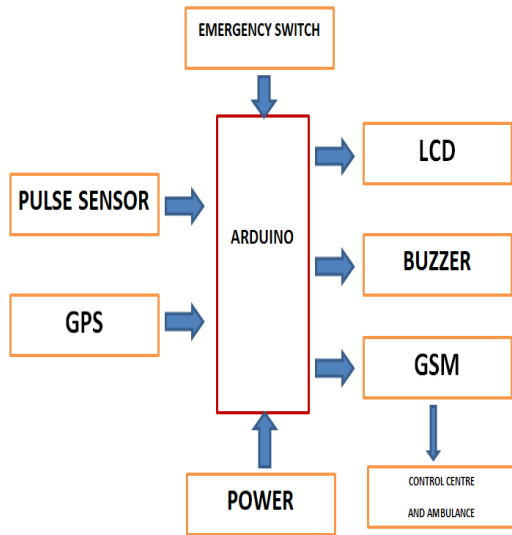 EMERGENCY SWITCH
LCD
PULSE SENSOR
ARDUINO
BUZZER
GPS
GSM
POWER
CONTROL CENTRE
AND AMBULANCE